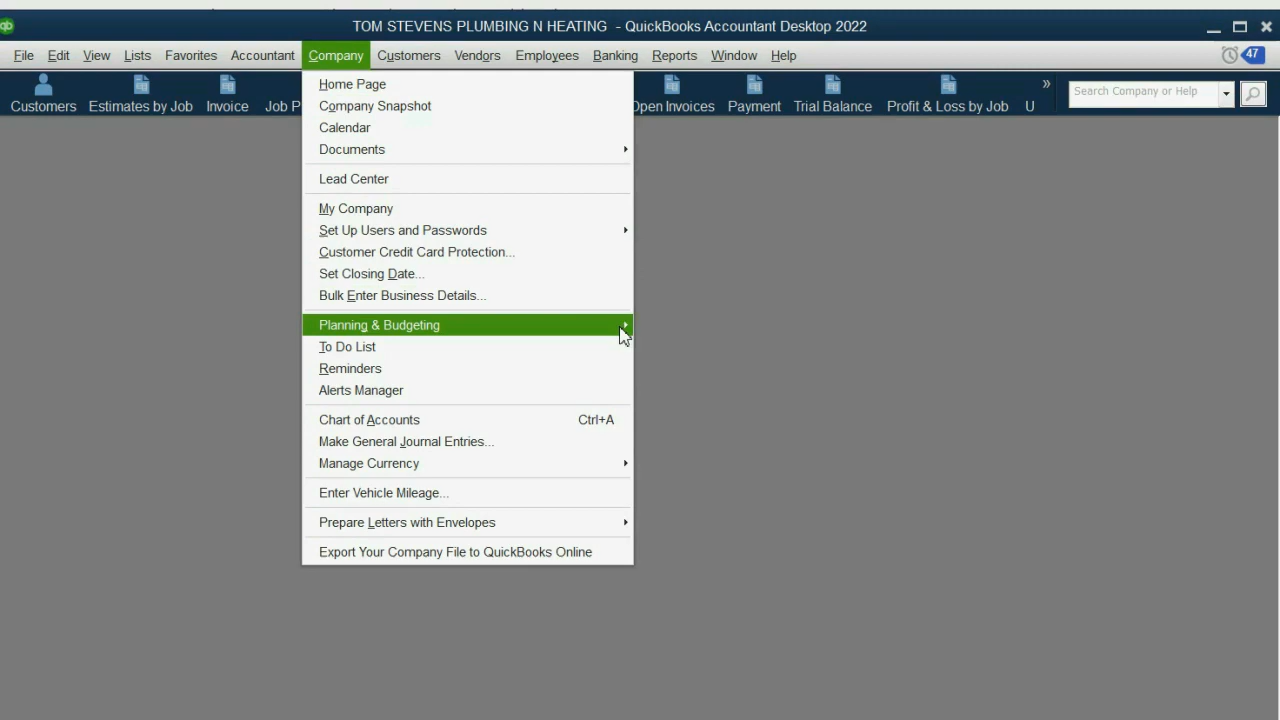 qb TOM STEVENS PLUMBING N HEATING - QuickBooks Accountant Desktop 2022
File Edit View Lists Favorites Accountant Company Customers Vendors Employees Banking Reports Window Help 47
Customers Estimates by Job Invoice Job P Open Invoices Payment Trial Balance Profit & Loss by Job U » Search Company or Help
Home Page
Company Snapshot
Calendar
Documents
Lead Center
My Company
Set Up Users and Passwords
Customer Credit Card Protection...
Set Closing Date...
Bulk Enter Business Details...
Planning & Budgeting
To Do List
Reminders
Alerts Manager
Chart of Accounts Ctrl+A
Make General Journal Entries...
Manage Currency
Enter Vehicle Mileage...
Prepare Letters with Envelopes
Export Your Company File to QuickBooks Online